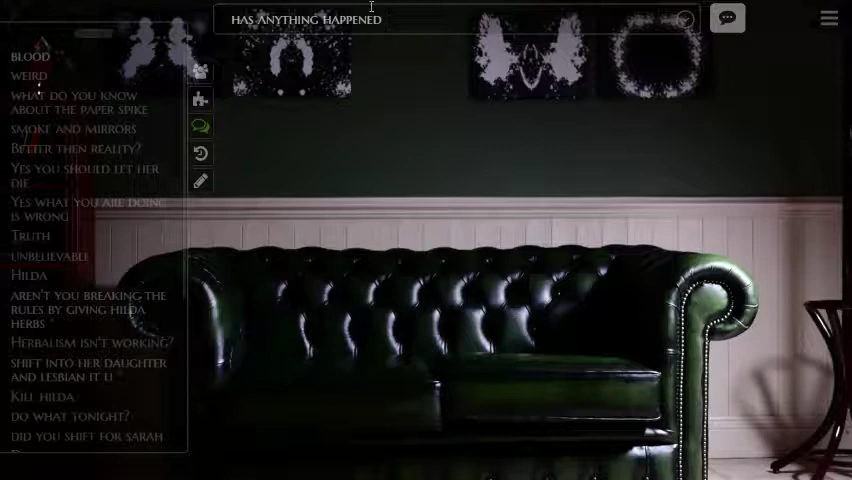 HAS ANYTHING HAPPENED
BLOOD
WEIRD
WHAT DO YOU KNOW
ABOUT THE PAPER SPIKE
SMOKE AND MIRRORS
BETTER THEN REALITY?
YES YOU SHOULD LET HER
DIE
YES WHAT YOU ARE DOING
IS WRONG
TRUTH
UNBELIEVABLE
HILDA
AREN'T YOU BREAKING THE
RULES BY GIVING HILDA
HERBS
HERBALISM ISN'T WORKING?
SHIFT INTO HER DAUGHTER
AND LESBIAN IT U
KILL HILDA
DO WHAT TONIGHT?
DID YOU SHIFT FOR SARAH